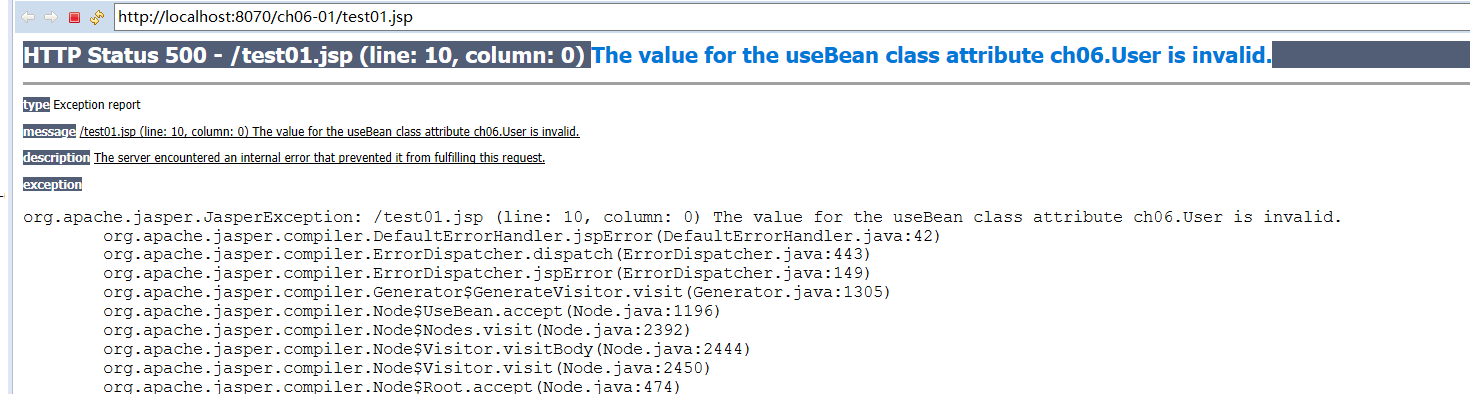 http://localhost:8070/ch06-01/test01.jsp
HTTP Status 500 - /test01.jsp (line: 10, column: 0) The value for the useBean class attribute ch06.User is invalid.
type Exception report
message /test01.jsp (line: 10, column: 0) The value for the useBean class attribute ch06.User is invalid.
description The server encountered an internal error that prevented it from fulfilling this request.
exception
org.apache.jasper.JasperException: /test01.jsp (line: 10, column: 0) The value for the useBean class attribute ch06.User is invalid.
org.apache.jasper.compiler.DefaultErrorHandler.jspError(DefaultErrorHandler.java:42)
org.apache.jasper.compiler.ErrorDispatcher.dispatch(ErrorDispatcher.java:443)
org.apache.jasper.compiler.ErrorDispatcher.jspError(ErrorDispatcher.java:149)
org.apache.jasper.compiler.Generator$GenerateVisitor.visit(Generator.java:1305)
org.apache.jasper.compiler.Node$UseBean.accept(Node.java:1196)
org.apache.jasper.compiler.Node$Nodes.visit(Node.java:2392)
org.apache.jasper.compiler.Node$Visitor.visitBody(Node.java:2444)
org.apache.jasper.compiler.Node$Visitor.visit(Node.java:2450)
org.apache.jasper.compiler.Node$Root.accept(Node.java:474)